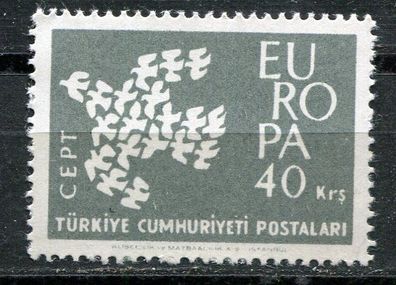 CEPT
EU
RO
PA
40 Krş
TÜRKİYE CUMHURİYETİ POSTALARI